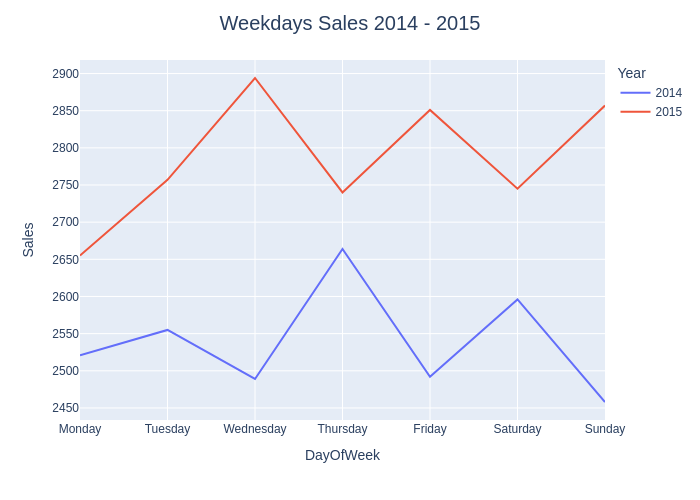 Weekdays Sales 2014 - 2015
Year
2014
2015
Sales
2900
2850
2800
2750
2700
2650
2600
2550
2500
2450
Monday Tuesday Wednesday Thursday Friday Saturday Sunday
DayOfWeek